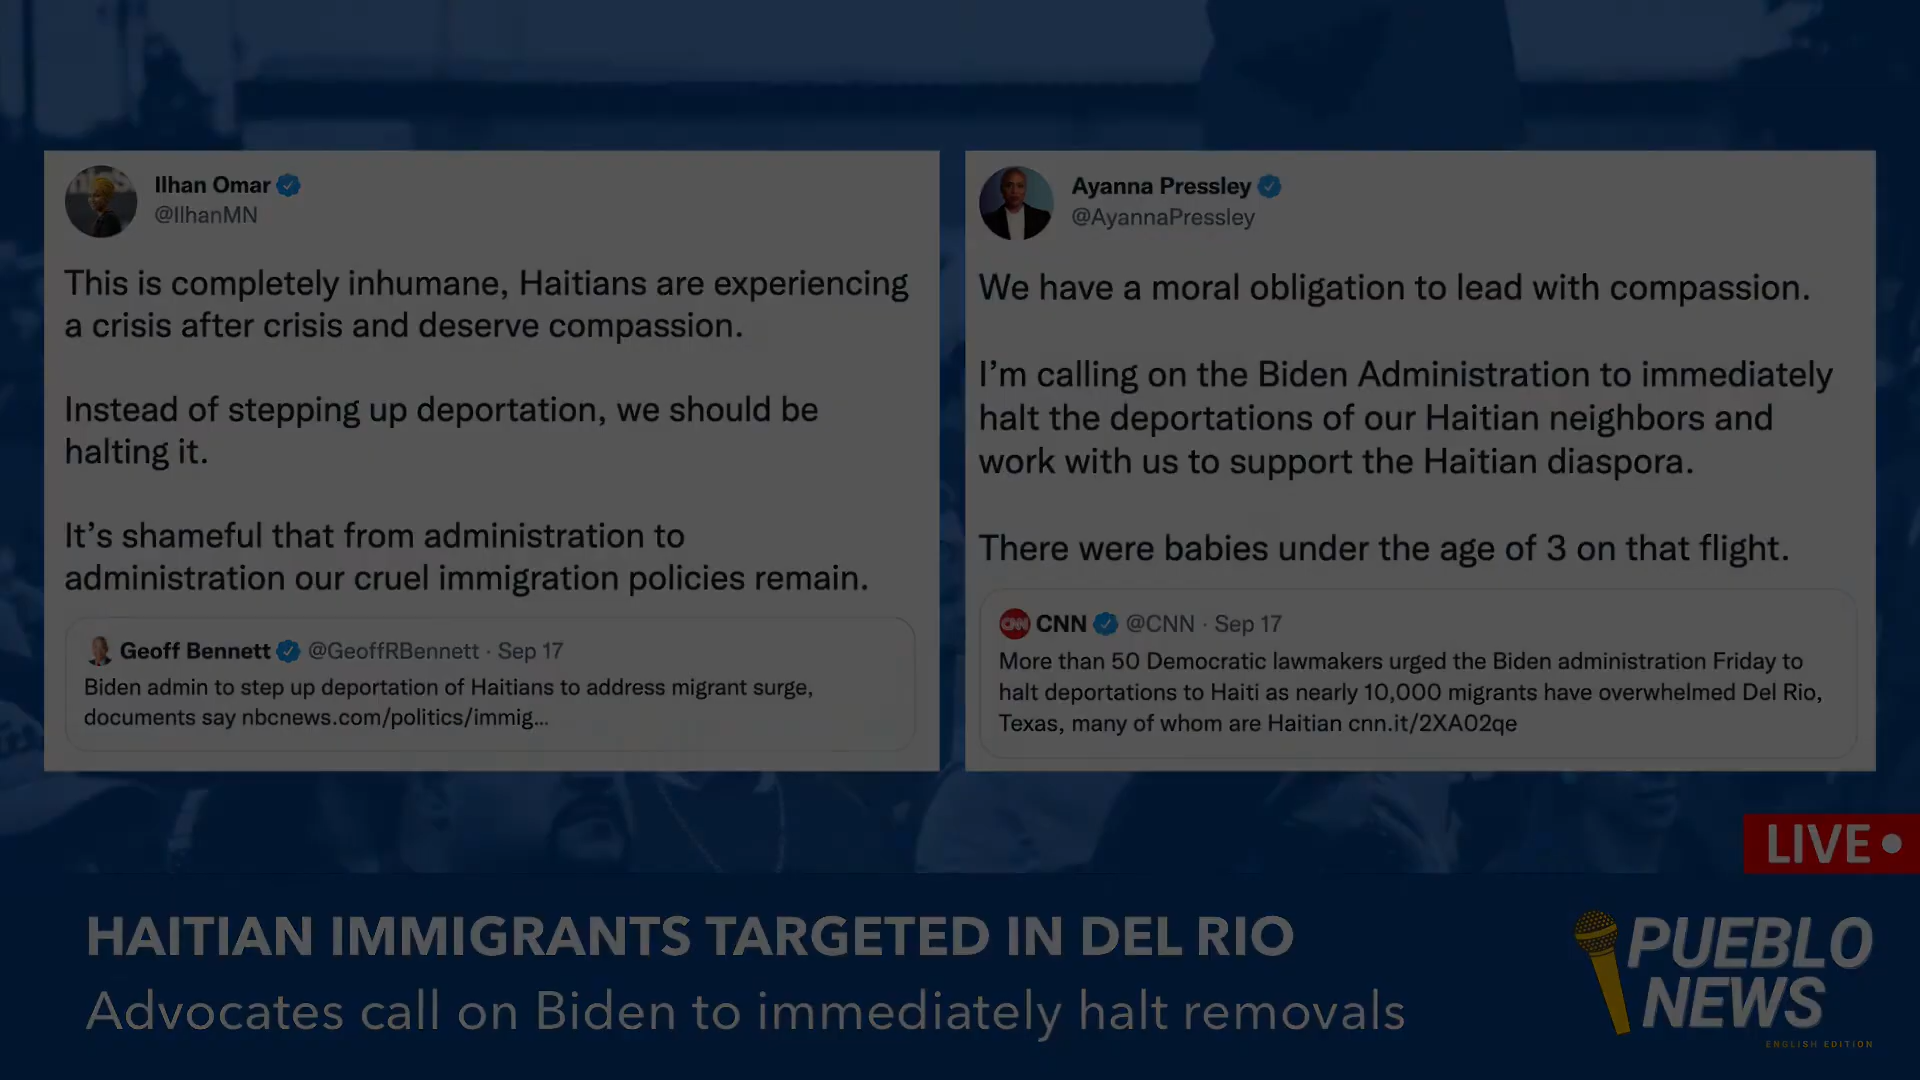 Ilhan Omar
@IlhanMN
This is completely inhumane, Haitians are experiencing
a crisis after crisis and deserve compassion.
Instead of stepping up deportation, we should be
halting it.
It's shameful that from administration to
administration our cruel immigration policies remain.
Geoff Bennett @GeoffRBennett · Sep 17
Biden admin to step up deportation of Haitians to address migrant surge,
documents say nbcnews.com/politics/immig...
Ayanna Pressley
@AyannaPressley
We have a moral obligation to lead with compassion.
I'm calling on the Biden Administration to immediately
halt the deportations of our Haitian neighbors and
work with us to support the Haitian diaspora.
There were babies under the age of 3 on that flight.
CNN CNN @CNN · Sep 17
More than 50 Democratic lawmakers urged the Biden administration Friday to
halt deportations to Haiti as nearly 10,000 migrants have overwhelmed Del Rio,
Texas, many of whom are Haitian cnn.it/2XA02qe
LIVE
HAITIAN IMMIGRANTS TARGETED IN DEL RIO
Advocates call on Biden to immediately halt removals
PUEBLO
NEWS
ENGLISH EDITION